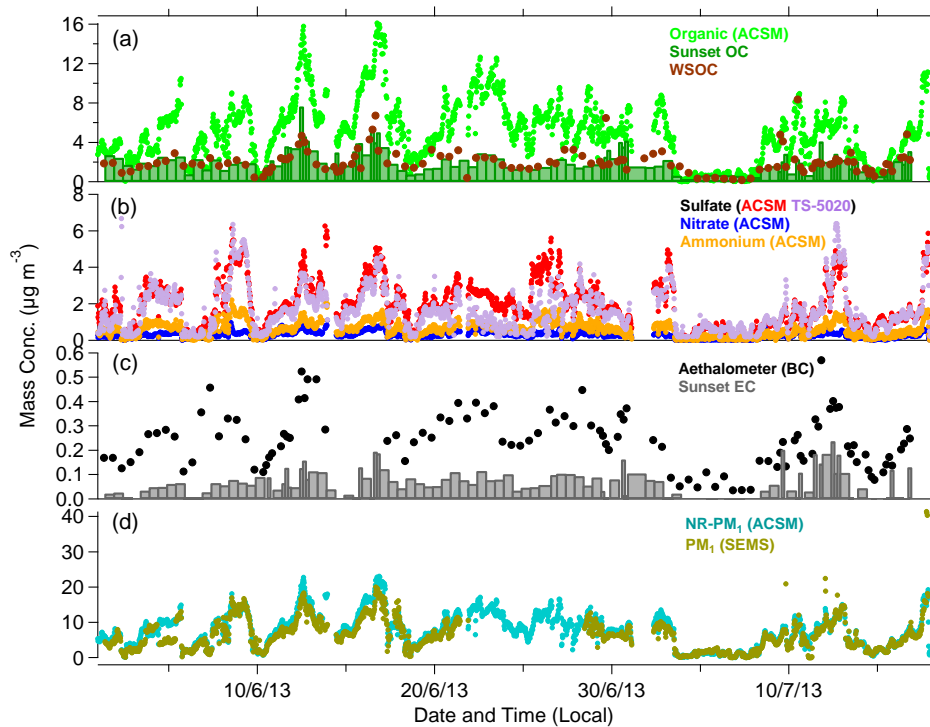 (a)
Organic (ACSM)
Sunset OC
WSOC
16
12
8
4
0
(b)
Sulfate (ACSM TS-5020)
Nitrate (ACSM)
Ammonium (ACSM)
8
6
4
2
0
Mass Conc. (µg m⁻³)
(c)
Aethalometer (BC)
Sunset EC
0.6
0.5
0.4
0.3
0.2
0.1
0.0
(d)
NR-PM₁ (ACSM)
PM₁ (SEMS)
40
30
20
10
0
10/6/13 20/6/13 30/6/13 10/7/13
Date and Time (Local)